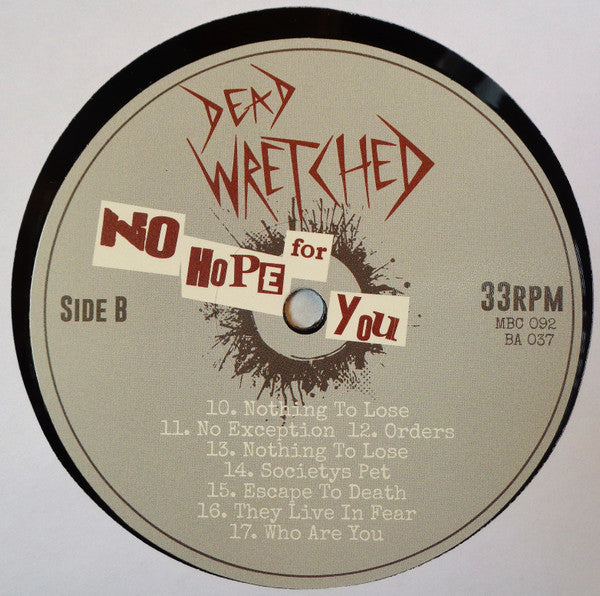 DEAD
WRETCHED
NO HOPE for YOU
SIDE B
33RPM
MBC 092
BA 037
10. Nothing To Lose
11. No Exception 12. Orders
13. Nothing To Lose
14. Societys Pet
15. Escape To Death
16. They Live In Fear
17. Who Are You